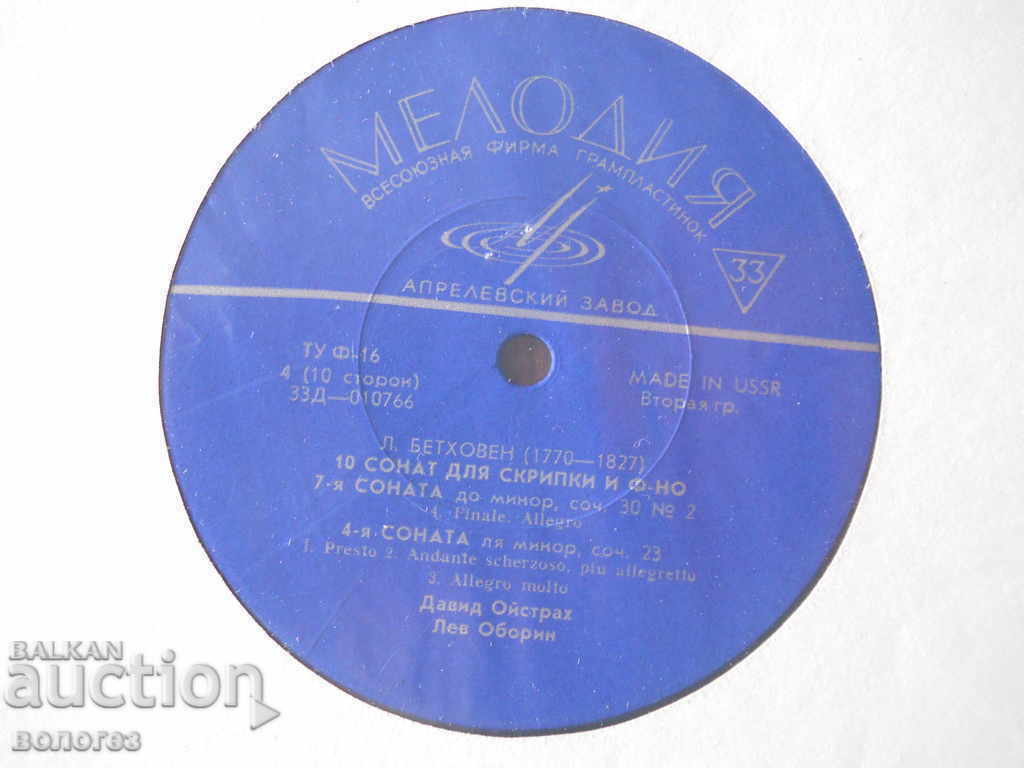 МЕЛОДИЯ
ВСЕСОЮЗНАЯ ФИРМА ГРАМПЛАСТИНОК
33
АПРЕЛЕВСКИЙ ЗАВОД
ТУ Ф-16
4 (10 сторон)
33Д—010766
MADE IN USSR
Вторая гр.
Л. БЕТХОВЕН (1770—1827)
10 СОНАТ ДЛЯ СКРИПКИ И Ф-НО
7-я СОНАТА до минор, соч. 30 № 2
4. Finale. Allegro
4-я СОНАТА ля минор, соч. 23
1. Presto 2. Andante scherzoso, piu allegretto
3. Allegro molto
Давид Ойстрах
Лев Оборин
BALKAN
auction
волоґ63